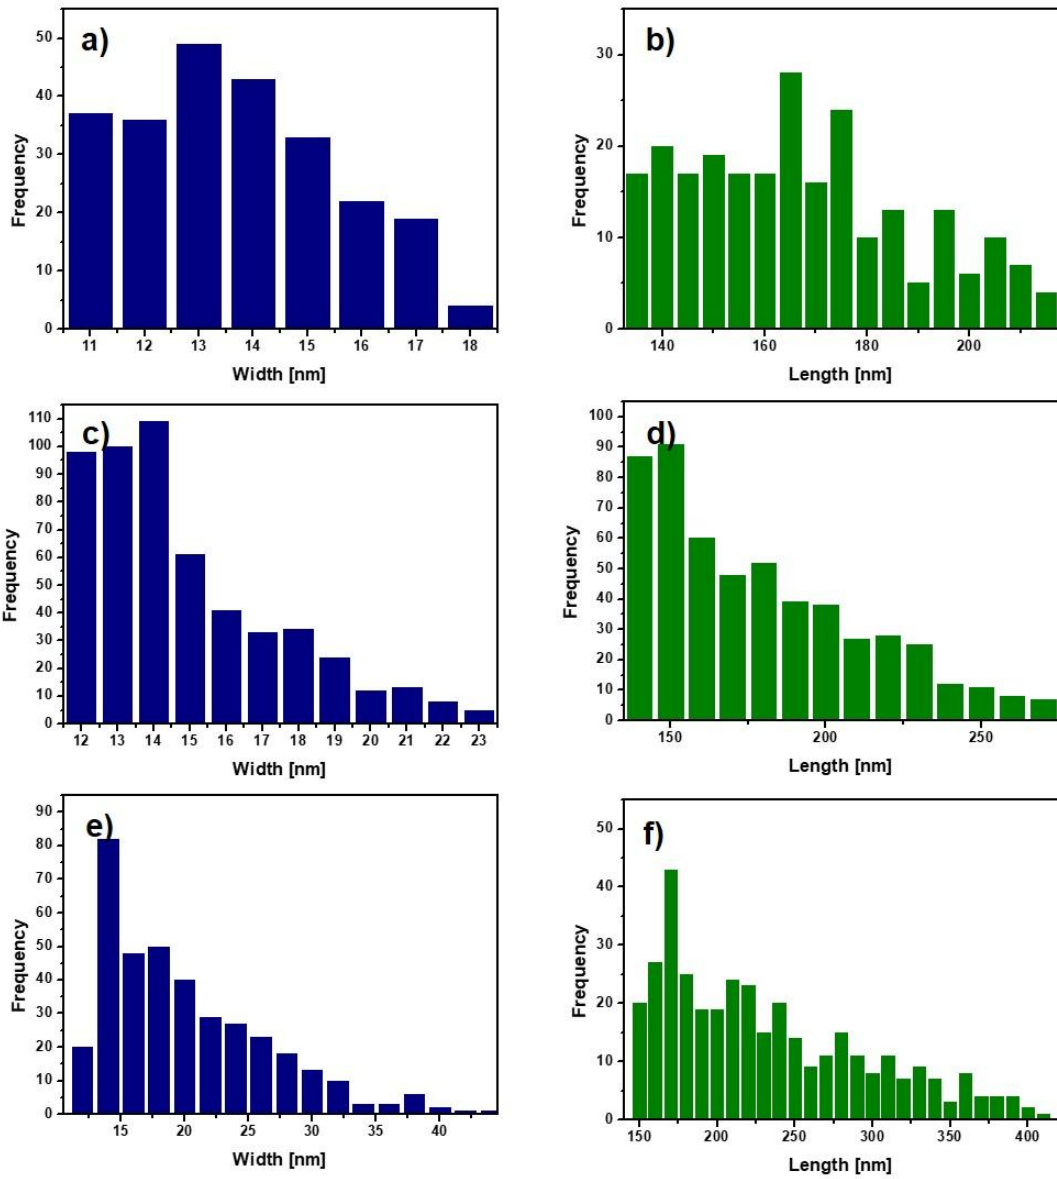 a)
Frequency
50
40
30
20
10
0
11 12 13 14 15 16 17 18
Width [nm]
b)
Frequency
30
20
10
0
140 160 180 200
Length [nm]
c)
Frequency
110
100
90
80
70
60
50
40
30
20
10
0
12 13 14 15 16 17 18 19 20 21 22 23
Width [nm]
d)
Frequency
100
90
80
70
60
50
40
30
20
10
0
150 200 250
Length [nm]
e)
Frequency
90
80
70
60
50
40
30
20
10
0
15 20 25 30 35 40
Width [nm]
f)
Frequency
50
40
30
20
10
0
150 200 250 300 350 400
Length [nm]